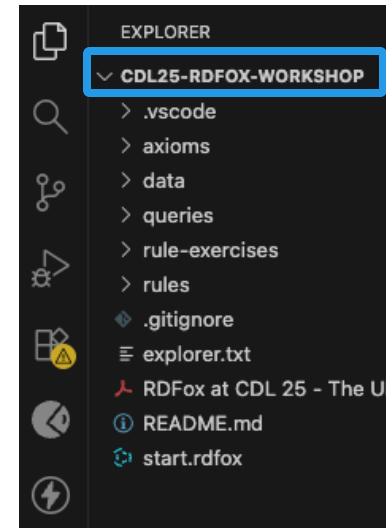 EXPLORER
CDL25-RDFOX-WORKSHOP
.vscode
axioms
data
queries
rule-exercises
rules
.gitignore
explorer.txt
RDFox at CDL 25 - The U
README.md
start.rdfox